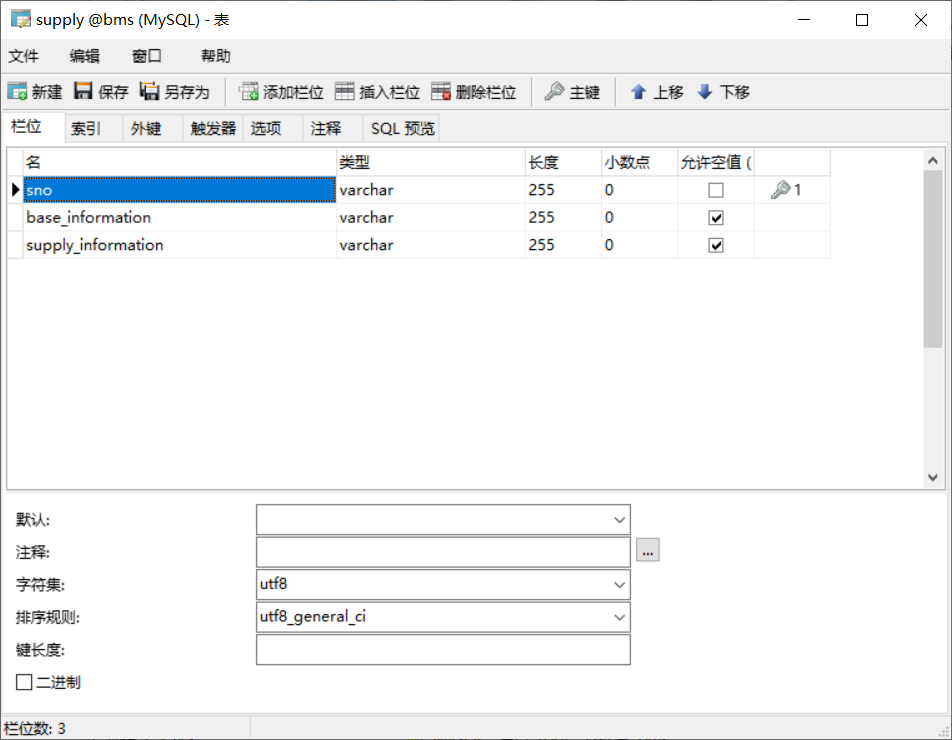 supply @bms (MySQL) - 表
文件 编辑 窗口 帮助
新建 保存 另存为 添加栏位 插入栏位 删除栏位 主键 上移 下移
栏位 索引 外键 触发器 选项 注释 SQL 预览
名 类型 长度 小数点 允许空值 (
sno varchar 255 0 1
base_information varchar 255 0
supply_information varchar 255 0
默认:
注释: ...
字符集: utf8
排序规则: utf8_general_ci
键长度:
二进制
栏位数: 3